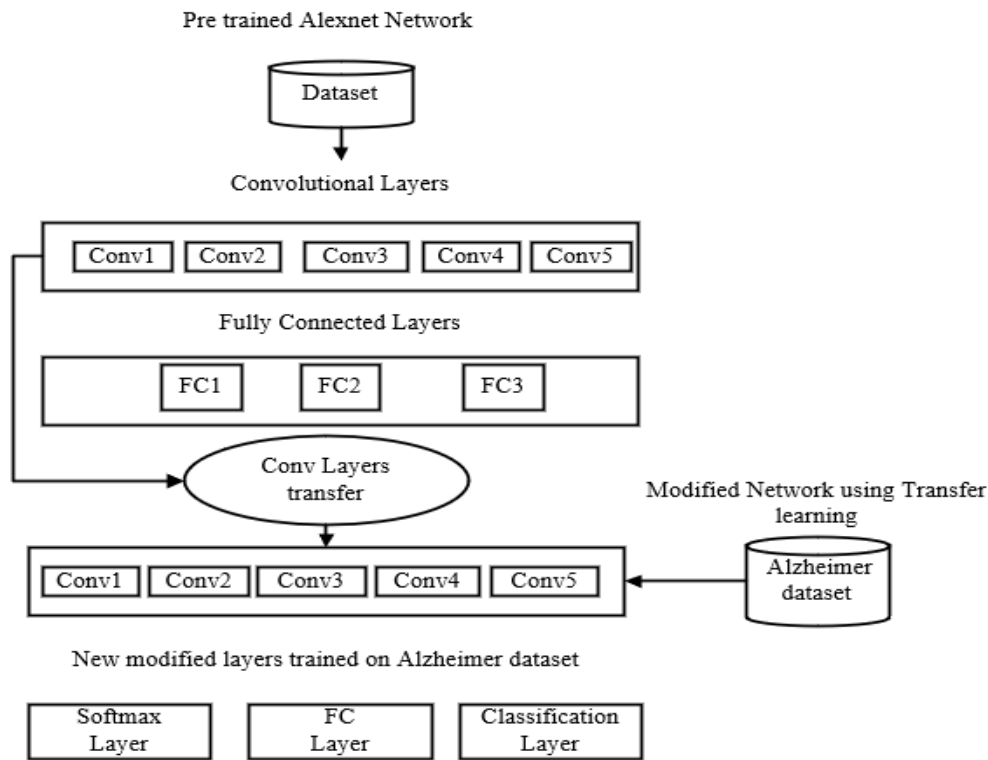 Pre trained Alexnet Network
Dataset
Convolutional Layers
Conv1 Conv2 Conv3 Conv4 Conv5
Fully Connected Layers
FC1 FC2 FC3
Conv Layers
transfer
Modified Network using Transfer
learning
Alzheimer
dataset
Conv1 Conv2 Conv3 Conv4 Conv5
New modified layers trained on Alzheimer dataset
Softmax
Layer
FC
Layer
Classification
Layer